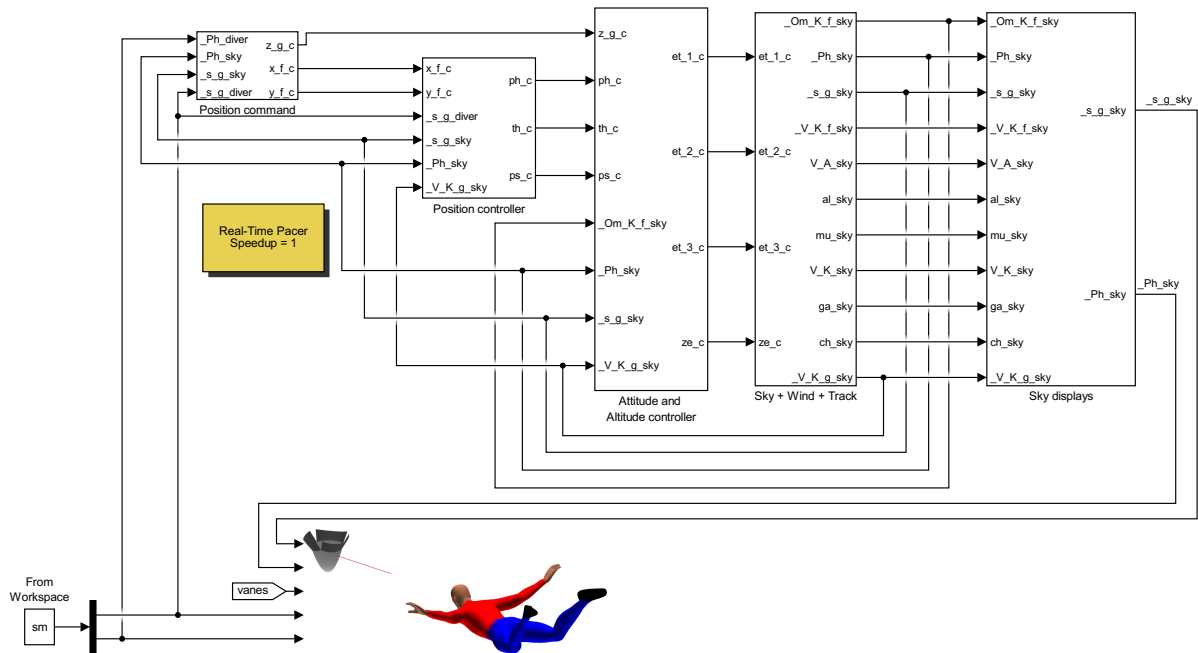 _Ph_diver
_Ph_sky
_s_g_sky
_s_g_diver
z_g_c
x_f_c
y_f_c
Position command
x_f_c
y_f_c
_s_g_diver
_s_g_sky
_Ph_sky
_V_K_g_sky
ph_c
th_c
ps_c
Position controller
Real-Time Pacer
Speedup = 1
z_g_c
ph_c
th_c
ps_c
_Om_K_f_sky
_Ph_sky
_s_g_sky
_V_K_g_sky
et_1_c
et_2_c
et_3_c
ze_c
Attitude and
Altitude controller
et_1_c
et_2_c
et_3_c
ze_c
_Om_K_f_sky
_Ph_sky
_s_g_sky
_V_K_f_sky
V_A_sky
al_sky
mu_sky
V_K_sky
ga_sky
ch_sky
_V_K_g_sky
Sky + Wind + Track
_Om_K_f_sky
_Ph_sky
_s_g_sky
_V_K_f_sky
V_A_sky
al_sky
mu_sky
V_K_sky
ga_sky
ch_sky
_V_K_g_sky
_s_g_sky
_Ph_sky
Sky displays
_s_g_sky
_Ph_sky
vanes
From
Workspace
sm